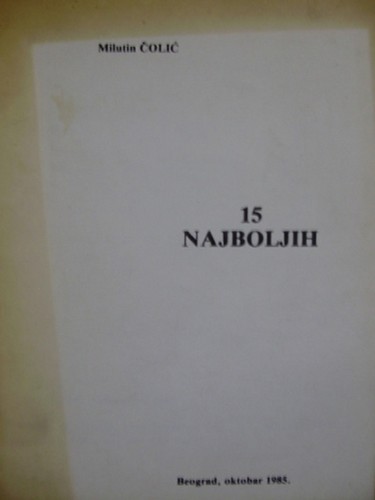 Milutin ČOLIĆ
15
NAJBOLJIH
Beograd, oktobar 1985.